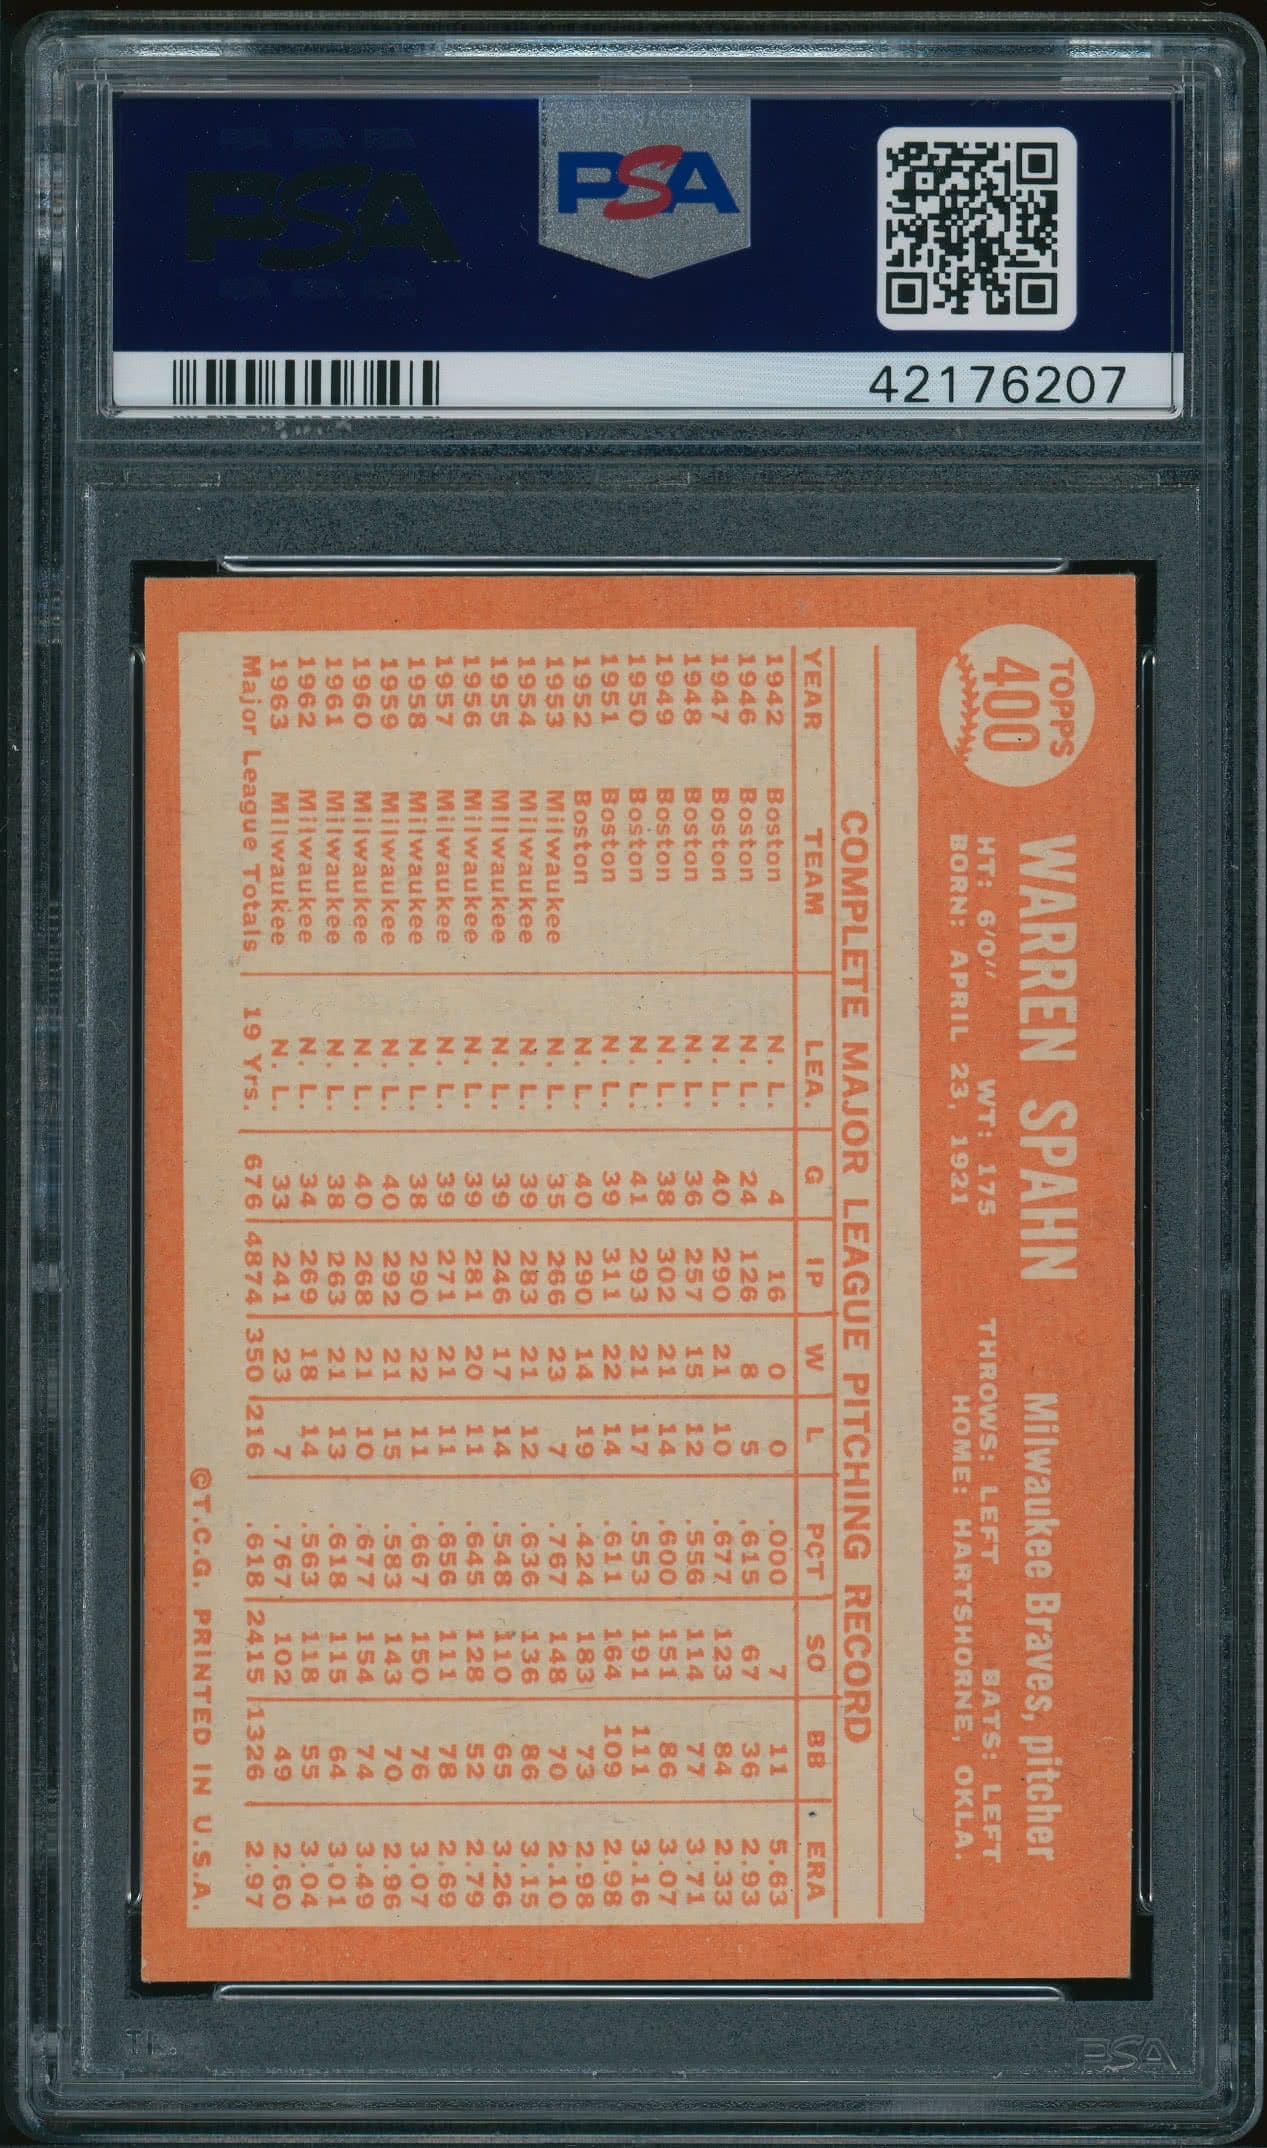 PSA
PSA
42176207
TOPPS
400
WARREN SPAHN Milwaukee Braves, pitcher
HT: 6'0" WT: 175 THROWS: LEFT BATS: LEFT
BORN: APRIL 23, 1921 HOME: HARTSHORNE, OKLA.
COMPLETE MAJOR LEAGUE PITCHING RECORD
YEAR TEAM LEA. G IP W L PCT SO BB ERA
1942 Boston N. L. 4 16 0 0 .000 7 11 5.63
1946 Boston N. L. 24 126 8 5 .615 67 36 2.93
1947 Boston N. L. 40 290 21 10 .677 123 84 2.33
1948 Boston N. L. 36 257 15 12 .556 114 77 3.71
1949 Boston N. L. 38 302 21 14 .600 151 86 3.07
1950 Boston N. L. 41 293 21 17 .553 191 111 3.16
1951 Boston N. L. 39 311 22 14 .611 164 109 2.98
1952 Boston N. L. 40 290 14 19 .424 183 73 2.98
1953 Milwaukee N. L. 35 266 23 7 .767 148 70 2.10
1954 Milwaukee N. L. 39 283 21 12 .636 136 86 3.15
1955 Milwaukee N. L. 39 246 17 14 .548 110 65 3.26
1956 Milwaukee N. L. 39 281 20 11 .645 128 52 2.79
1957 Milwaukee N. L. 39 271 21 11 .656 111 78 2.69
1958 Milwaukee N. L. 38 290 22 11 .667 150 76 3.07
1959 Milwaukee N. L. 40 292 21 15 .583 143 70 2.96
1960 Milwaukee N. L. 40 268 21 10 .677 154 74 3.49
1961 Milwaukee N. L. 38 263 21 13 .618 115 64 3.01
1962 Milwaukee N. L. 34 269 18 14 .563 118 55 3.04
1963 Milwaukee N. L. 33 241 23 7 .767 102 49 2.60
Major League Totals 19 Yrs. 676 4874 350 216 .618 2415 1326 2.97
©T.C.G. PRINTED IN U.S.A.
PSA